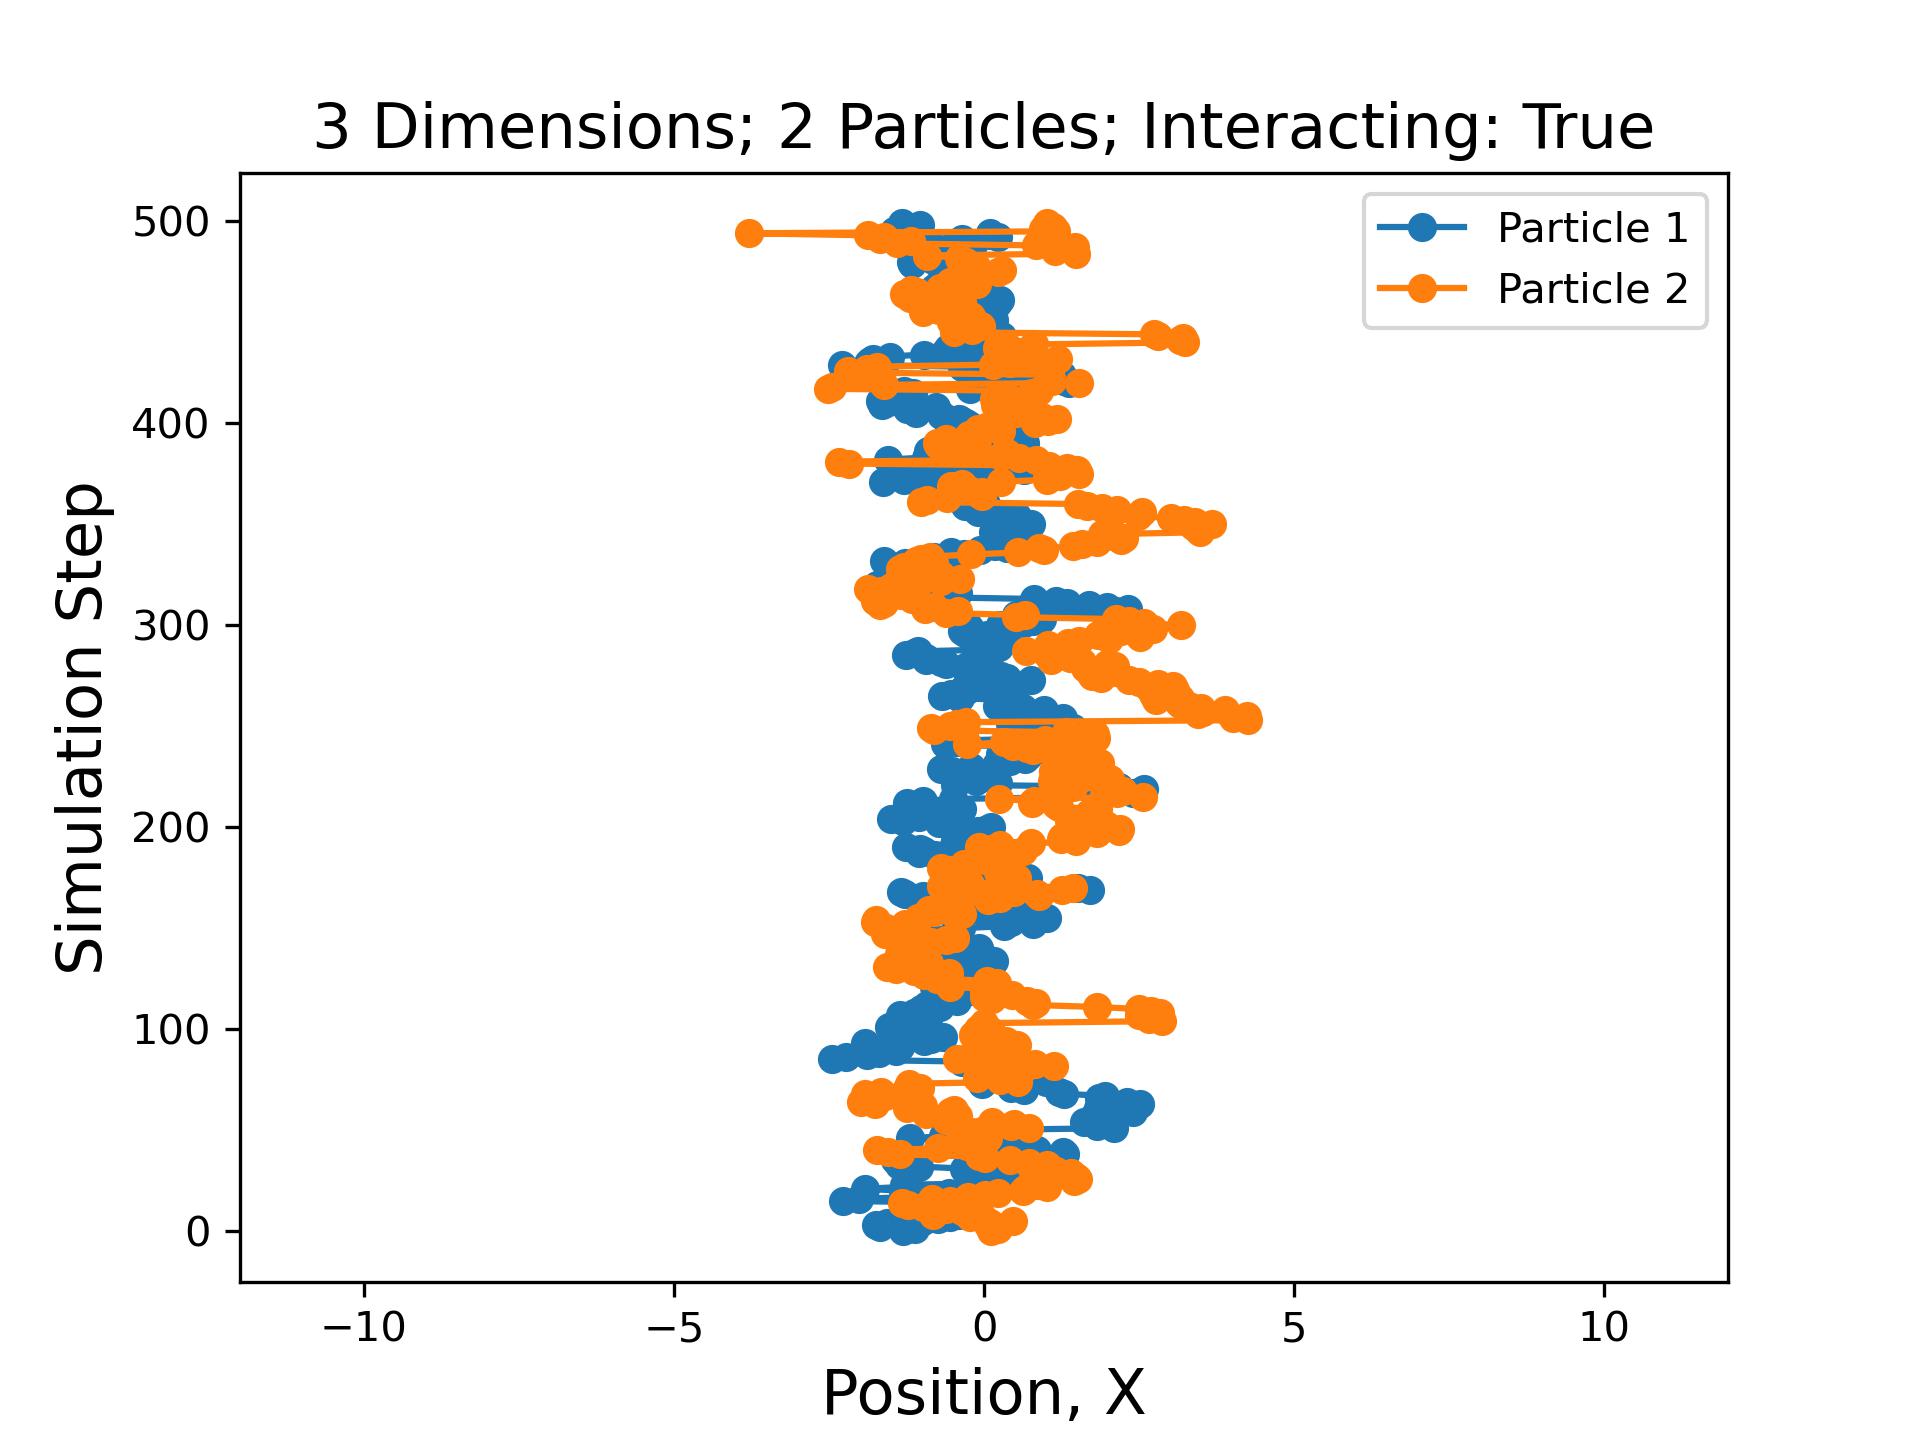 3 Dimensions; 2 Particles; Interacting: True
Particle 1
Particle 2
500
400
300
200
100
0
Simulation Step
−10
−5
0
5
10
Position, X